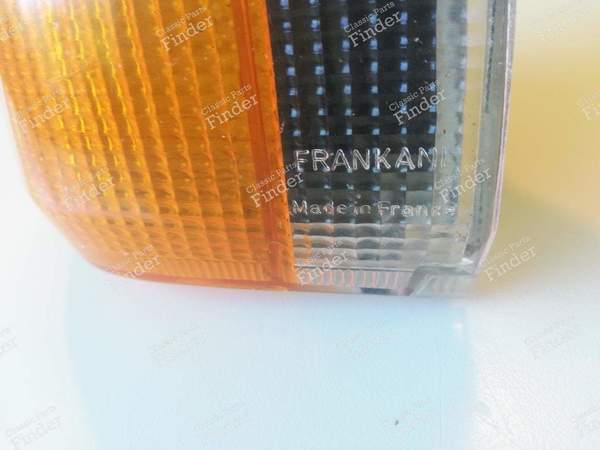 FRANKANI
Made in France
Classic Parts
Finder